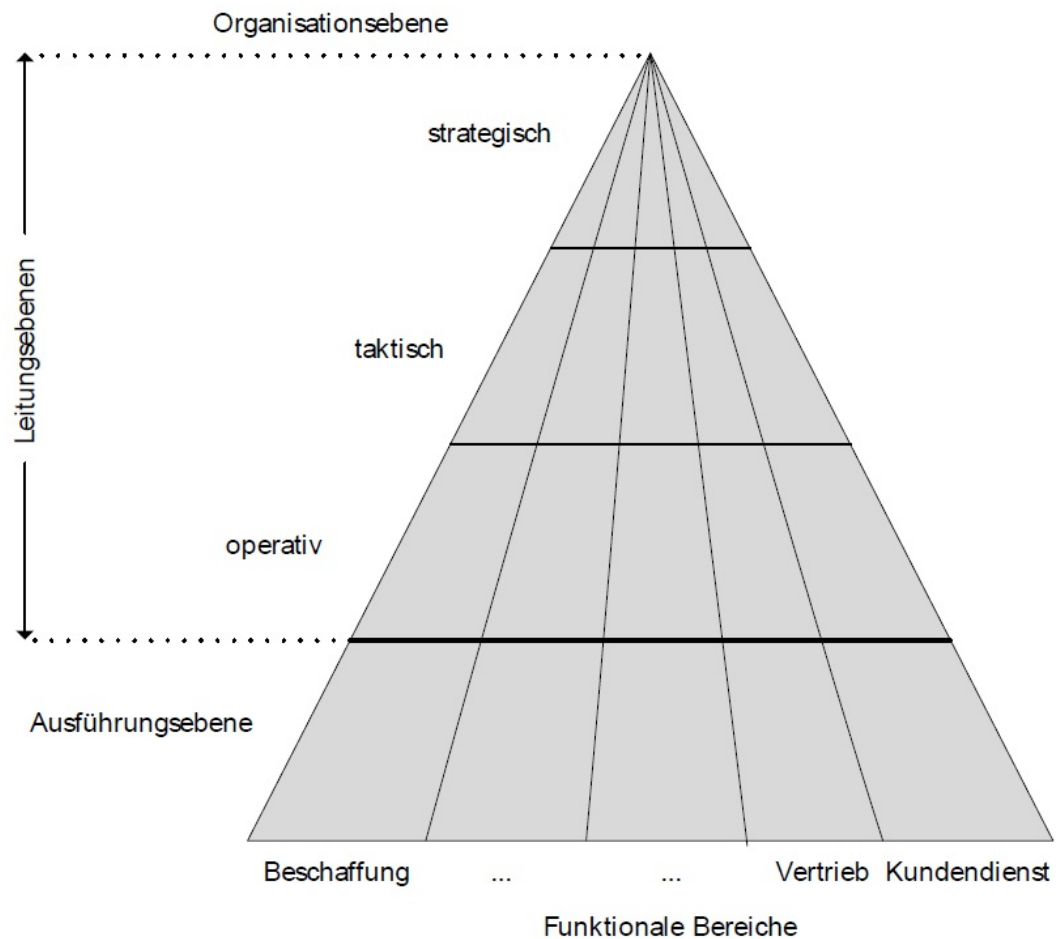 Organisationsebene
strategisch
Leitungsebenen
taktisch
operativ
Ausführungsebene
Beschaffung ... ... Vertrieb Kundendienst
Funktionale Bereiche